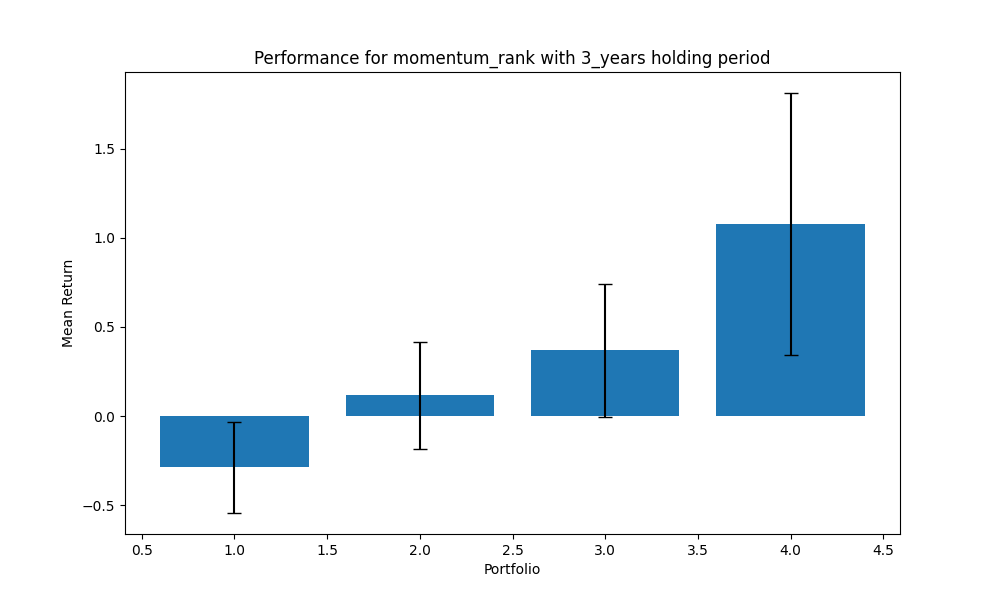 Performance for momentum_rank with 3_years holding period
Mean Return
1.5
1.0
0.5
0.0
−0.5
0.5 1.0 1.5 2.0 2.5 3.0 3.5 4.0 4.5
Portfolio